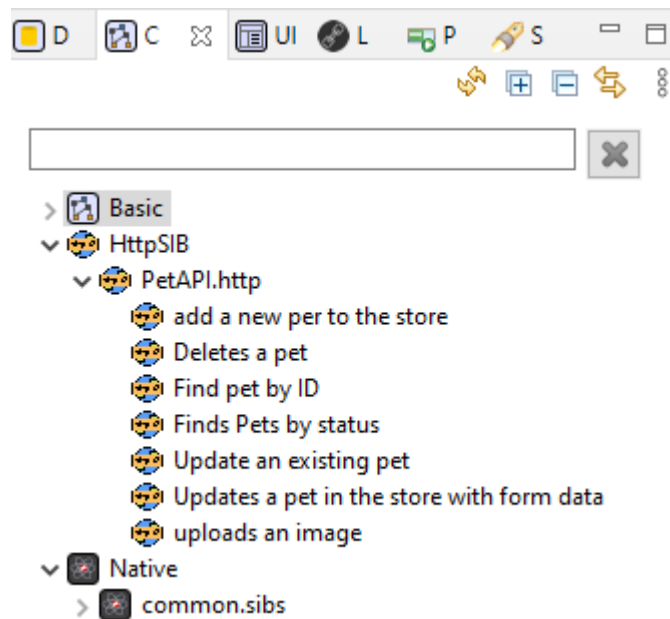 D C UI L P S
Basic
HttpSIB
PetAPI.http
add a new per to the store
Deletes a pet
Find pet by ID
Finds Pets by status
Update an existing pet
Updates a pet in the store with form data
uploads an image
Native
common.sibs